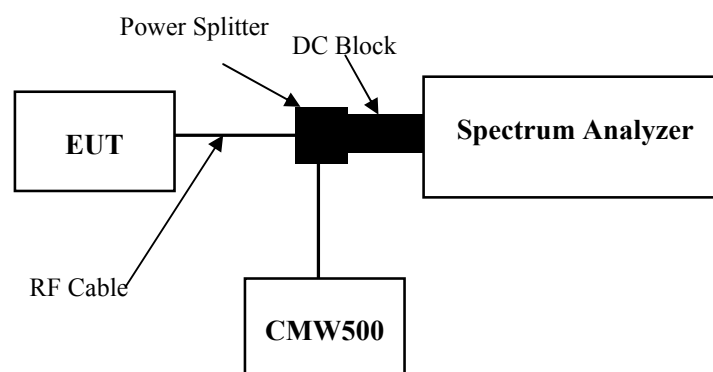 Power Splitter
DC Block
EUT
Spectrum Analyzer
RF Cable
CMW500